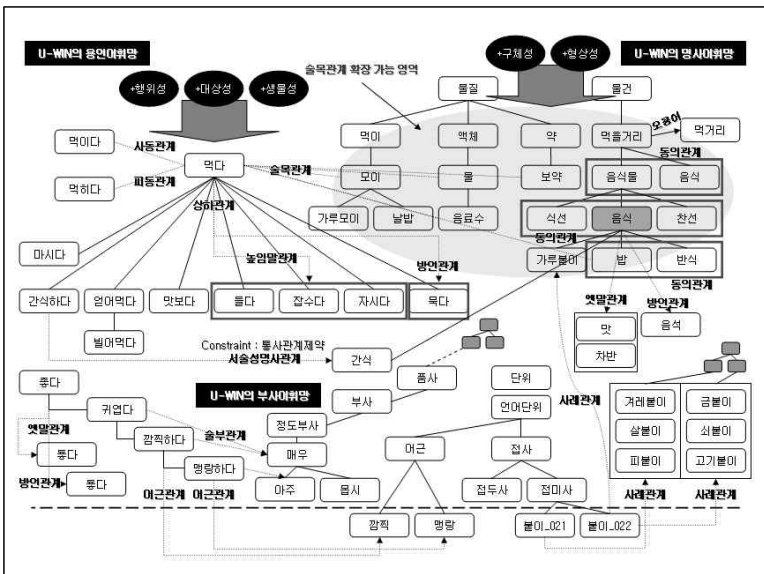 U-WIN의 용언어휘망
+행위성 +대상성 +생물성
술목관계 확장 가능 영역
+구체성 +형상성
U-WIN의 명사어휘망
물질 물건
먹이 액체 약 먹을거리 오용어 먹거리
먹이다 사동관계
동의관계
먹다 술목관계
모이 물 보약 음식물 음식
먹히다 피동관계
상하관계
가루모이 낱밥 음료수 식선 음식 찬선
동의관계
마시다 높임말관계 방언관계 가루붙이 밥 반식
동의관계
간식하다 얻어먹다 맛보다 들다 잡수다 자시다 묵다
옛말관계 방언관계
빌어먹다
맛 음석
Constraint : 통사관계제약
서술성명사관계 간식
차반
품사 단위
좋다
U-WIN의 부사어휘망
부사 언어단위 사례관계
귀엽다 정도부사
겨레붙이 금붙이
옛말관계 깜찍하다 술부관계 매우 어근 접사
살붙이 쇠붙이
둏다 명랑하다
피붙이 고기붙이
방언관계 둏다 어근관계 어근관계 아주 몹시 접두사 접미사
사례관계 사례관계
깜찍 명랑 붙이_021 붙이_022